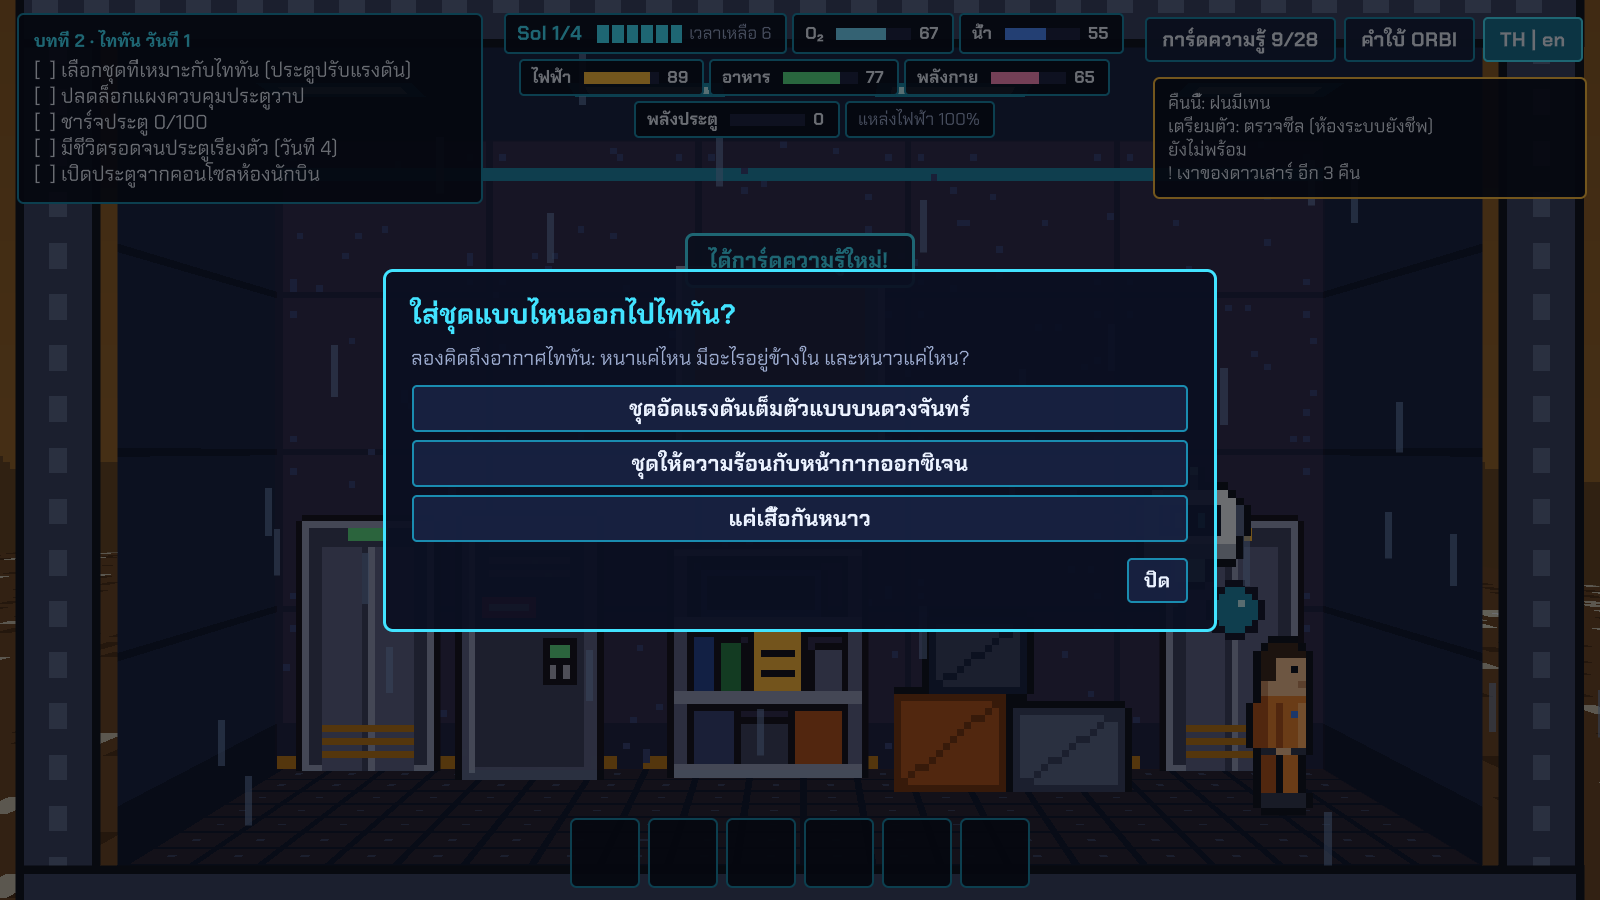 บทที่ 2 · ไททัน วันที่ 1
[ ] เลือกชุดที่เหมาะกับไททัน (ประตูปรับแรงดัน)
[ ] ปลดล็อกแผงควบคุมประตูวาป
[ ] ชาร์จประตู 0/100
[ ] มีชีวิตรอดจนประตูเรียงตัว (วันที่ 4)
[ ] เปิดประตูจากคอนโซลห้องนักบิน
Sol 1/4 เวลาเหลือ 6
O₂ 67
น้ำ 55
ไฟฟ้า 89
อาหาร 77
พลังกาย 65
พลังประตู 0
แหล่งไฟฟ้า 100%
การ์ดความรู้ 9/28
คำใบ้ ORBI
TH | en
คืนนี้: ฝนมีเทน
เตรียมตัว: ตรวจซีล (ห้องระบบยังชีพ)
ยังไม่พร้อม
! เงาของดาวเสาร์ อีก 3 คืน
ได้การ์ดความรู้ใหม่!
ใส่ชุดแบบไหนออกไปไททัน?
ลองคิดถึงอากาศไททัน: หนาแค่ไหน มีอะไรอยู่ข้างใน และหนาวแค่ไหน?
ชุดอัดแรงดันเต็มตัวแบบบนดวงจันทร์
ชุดให้ความร้อนกับหน้ากากออกซิเจน
แค่เสื้อกันหนาว
ปิด